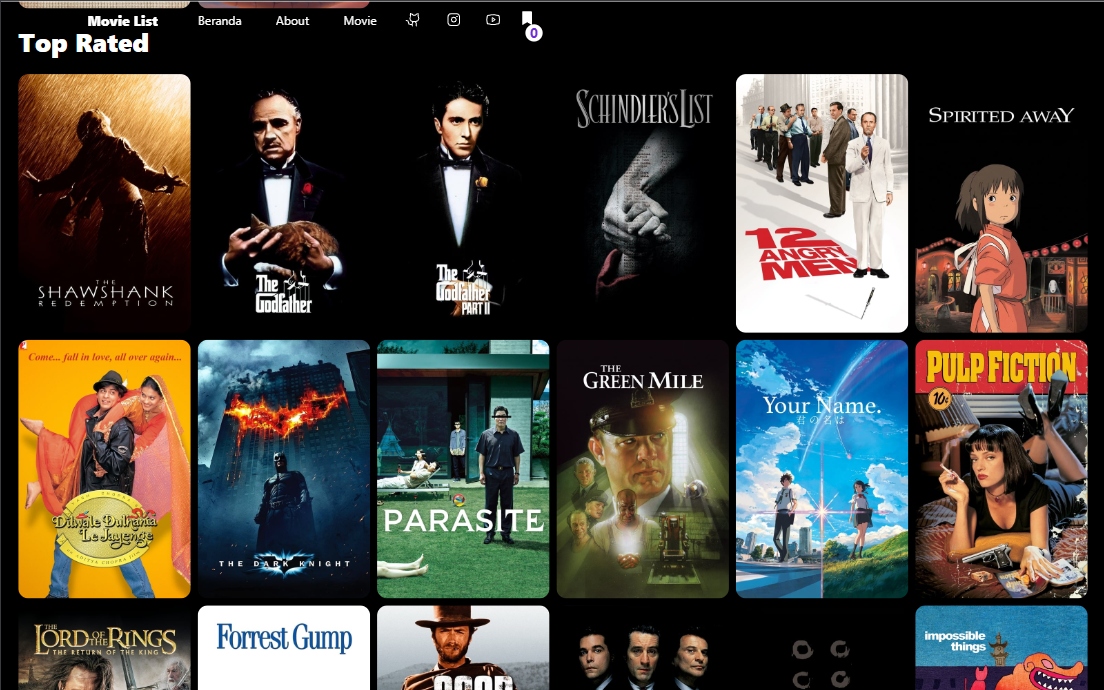 Movie List
Beranda
About
Movie
0
Top Rated
THE
SHAWSHANK
REDEMPTION
The
Godfather
The
Godfather
PART II
SCHINDLER'S LIST
12
ANGRY
MEN
SPIRITED AWAY
Come... fall in love, all over again...
Dilwale Dulhania
Le Jayenge
THE DARK KNIGHT
PARASITE
THE
GREEN MILE
Your Name.
君の名は
PULP FICTION
10¢
THE
LORD OF THE RINGS
THE RETURN OF THE KING
Forrest Gump
GOOD
impossible
things